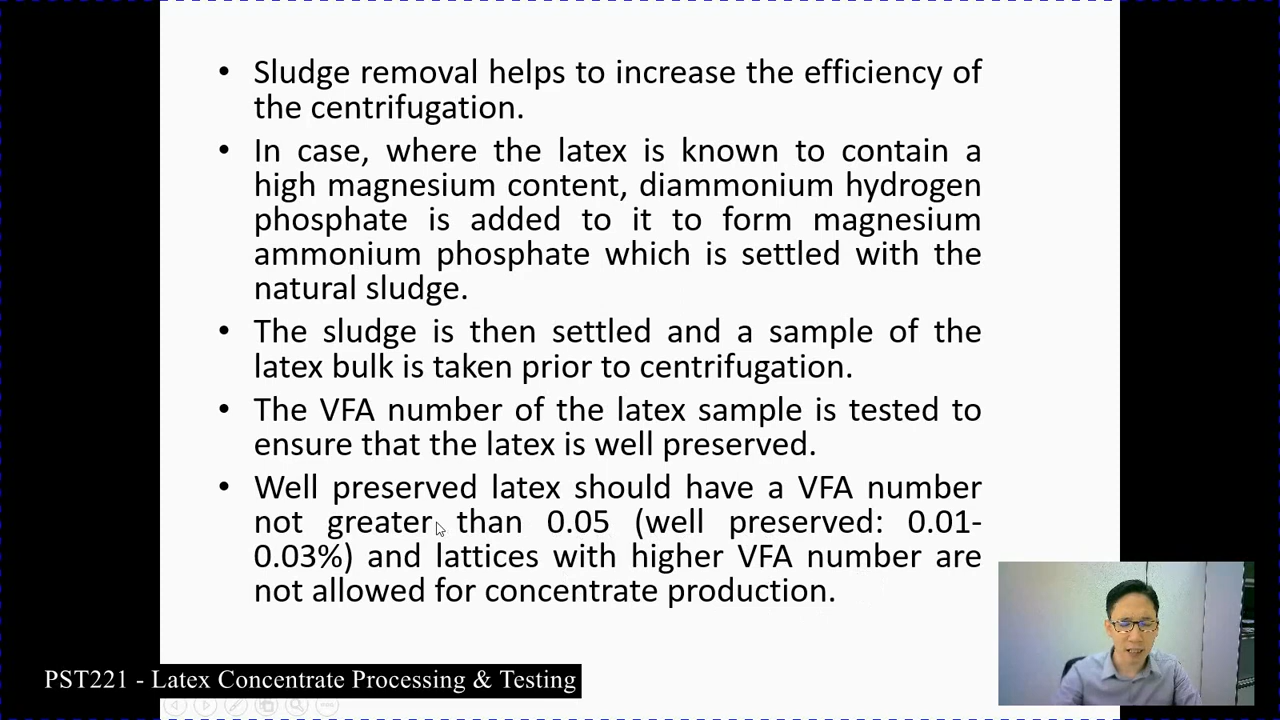 • Sludge removal helps to increase the efficiency of
the centrifugation.
• In case, where the latex is known to contain a
high magnesium content, diammonium hydrogen
phosphate is added to it to form magnesium
ammonium phosphate which is settled with the
natural sludge.
• The sludge is then settled and a sample of the
latex bulk is taken prior to centrifugation.
• The VFA number of the latex sample is tested to
ensure that the latex is well preserved.
• Well preserved latex should have a VFA number
not greater than 0.05 (well preserved: 0.01-
0.03%) and lattices with higher VFA number are
not allowed for concentrate production.
PST221 - Latex Concentrate Processing & Testing